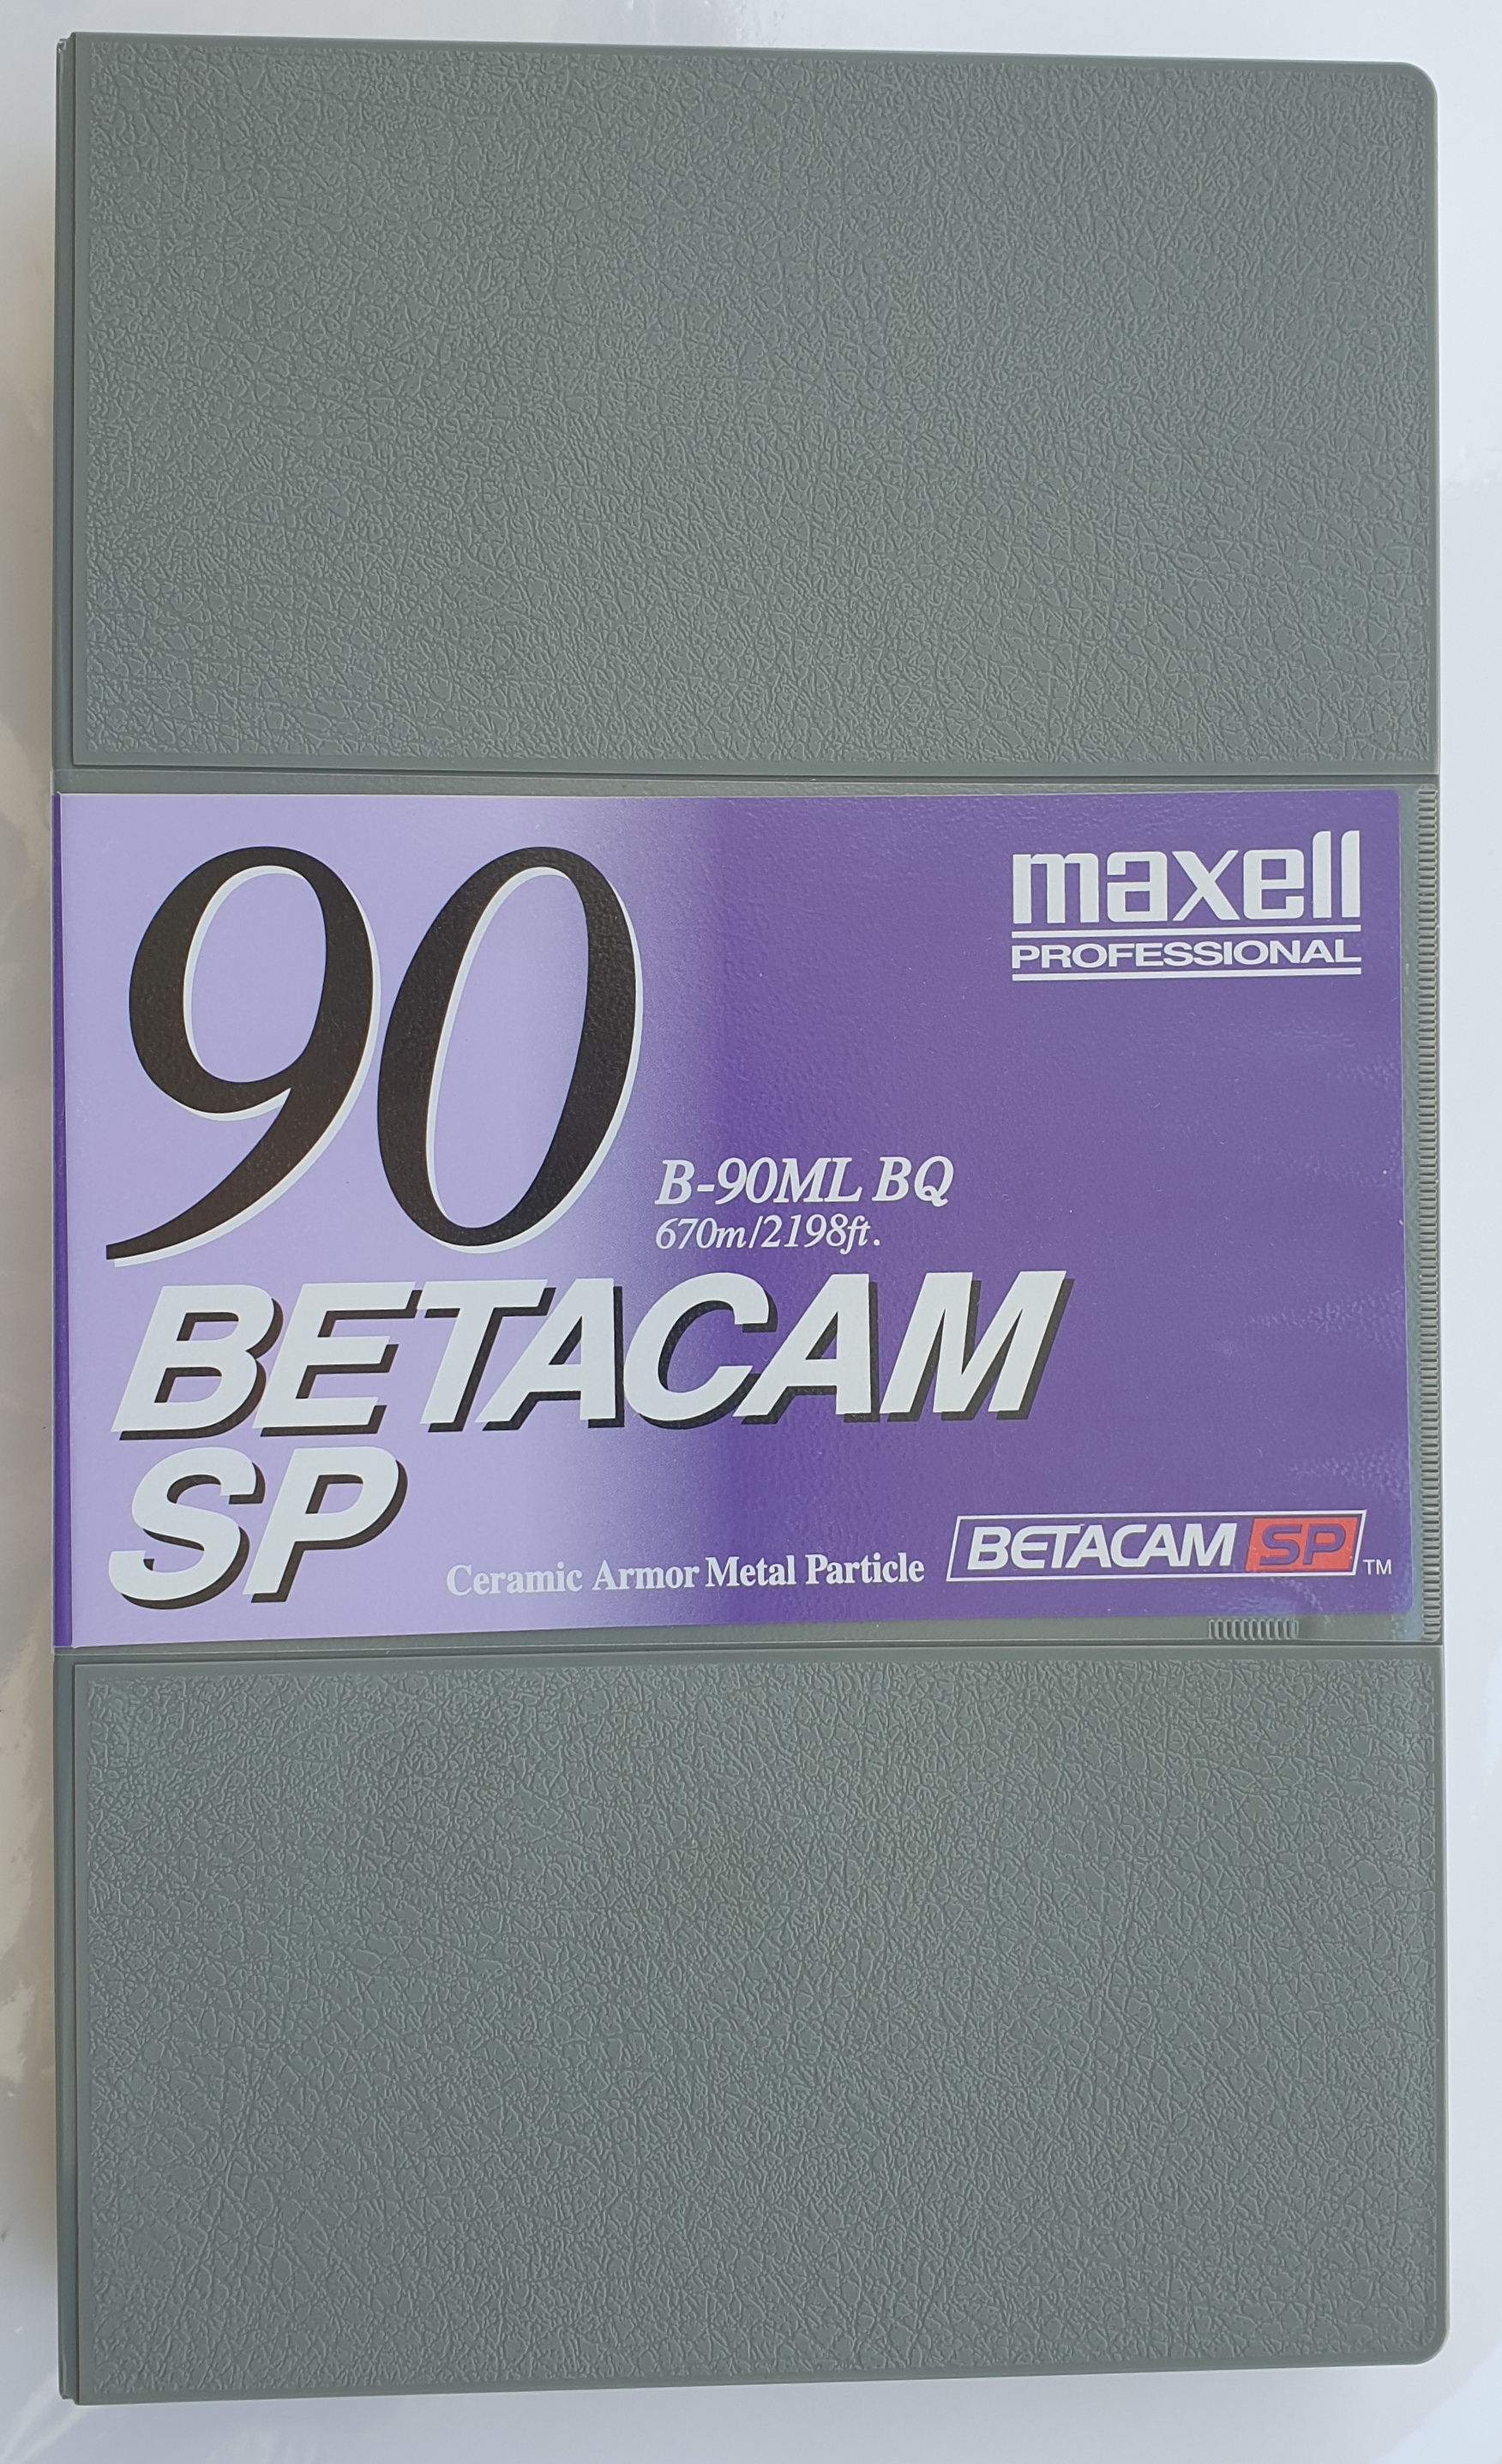 90
maxell
PROFESSIONAL
B-90ML BQ
670m/2198ft.
BETACAM
SP
Ceramic Armor Metal Particle
BETACAM SP TM